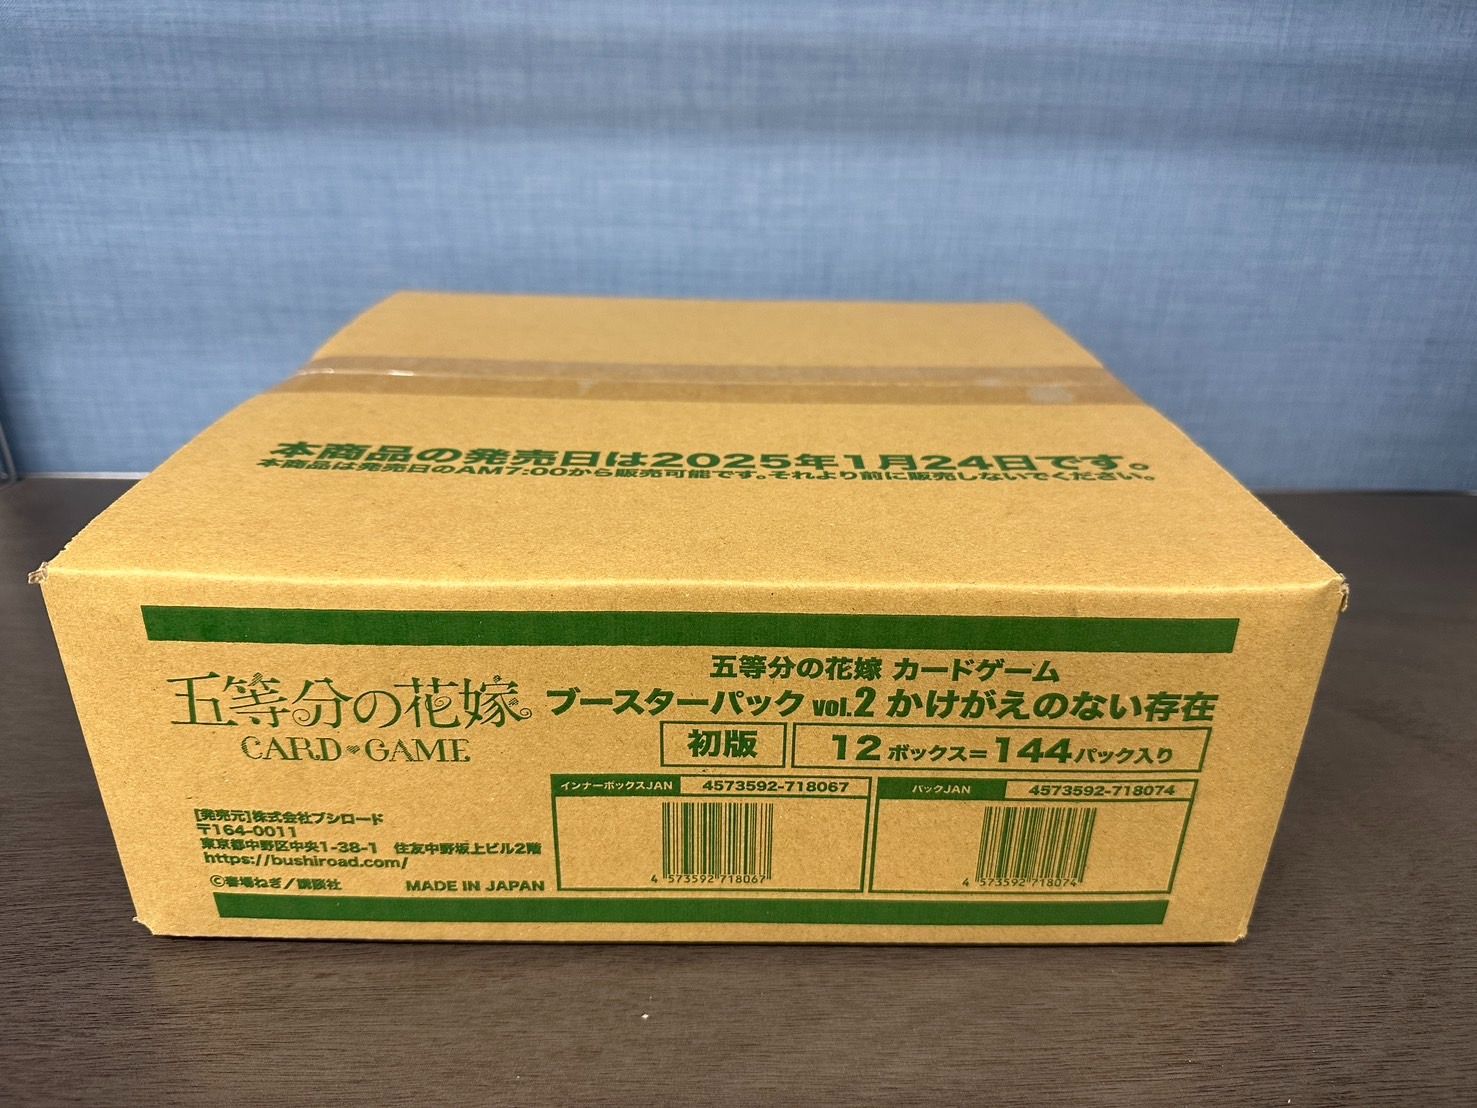 本商品の発売日は2025年1月24日です。
本商品は発売日のAM7:00から販売可能です。それより前に販売しないでください。
五等分の花嫁
CARD GAME
五等分の花嫁 カードゲーム
ブースターパック vol.2 かけがえのない存在
初版
12ボックス=144パック入り
インナーボックスJAN 4573592-718067
4 573592 718067
パックJAN 4573592-718074
4 573592 718074
[発売元]株式会社ブシロード
〒164-0011
東京都中野区中央1-38-1 住友中野坂上ビル2階
https://bushiroad.com/
©春場ねぎ/講談社 MADE IN JAPAN